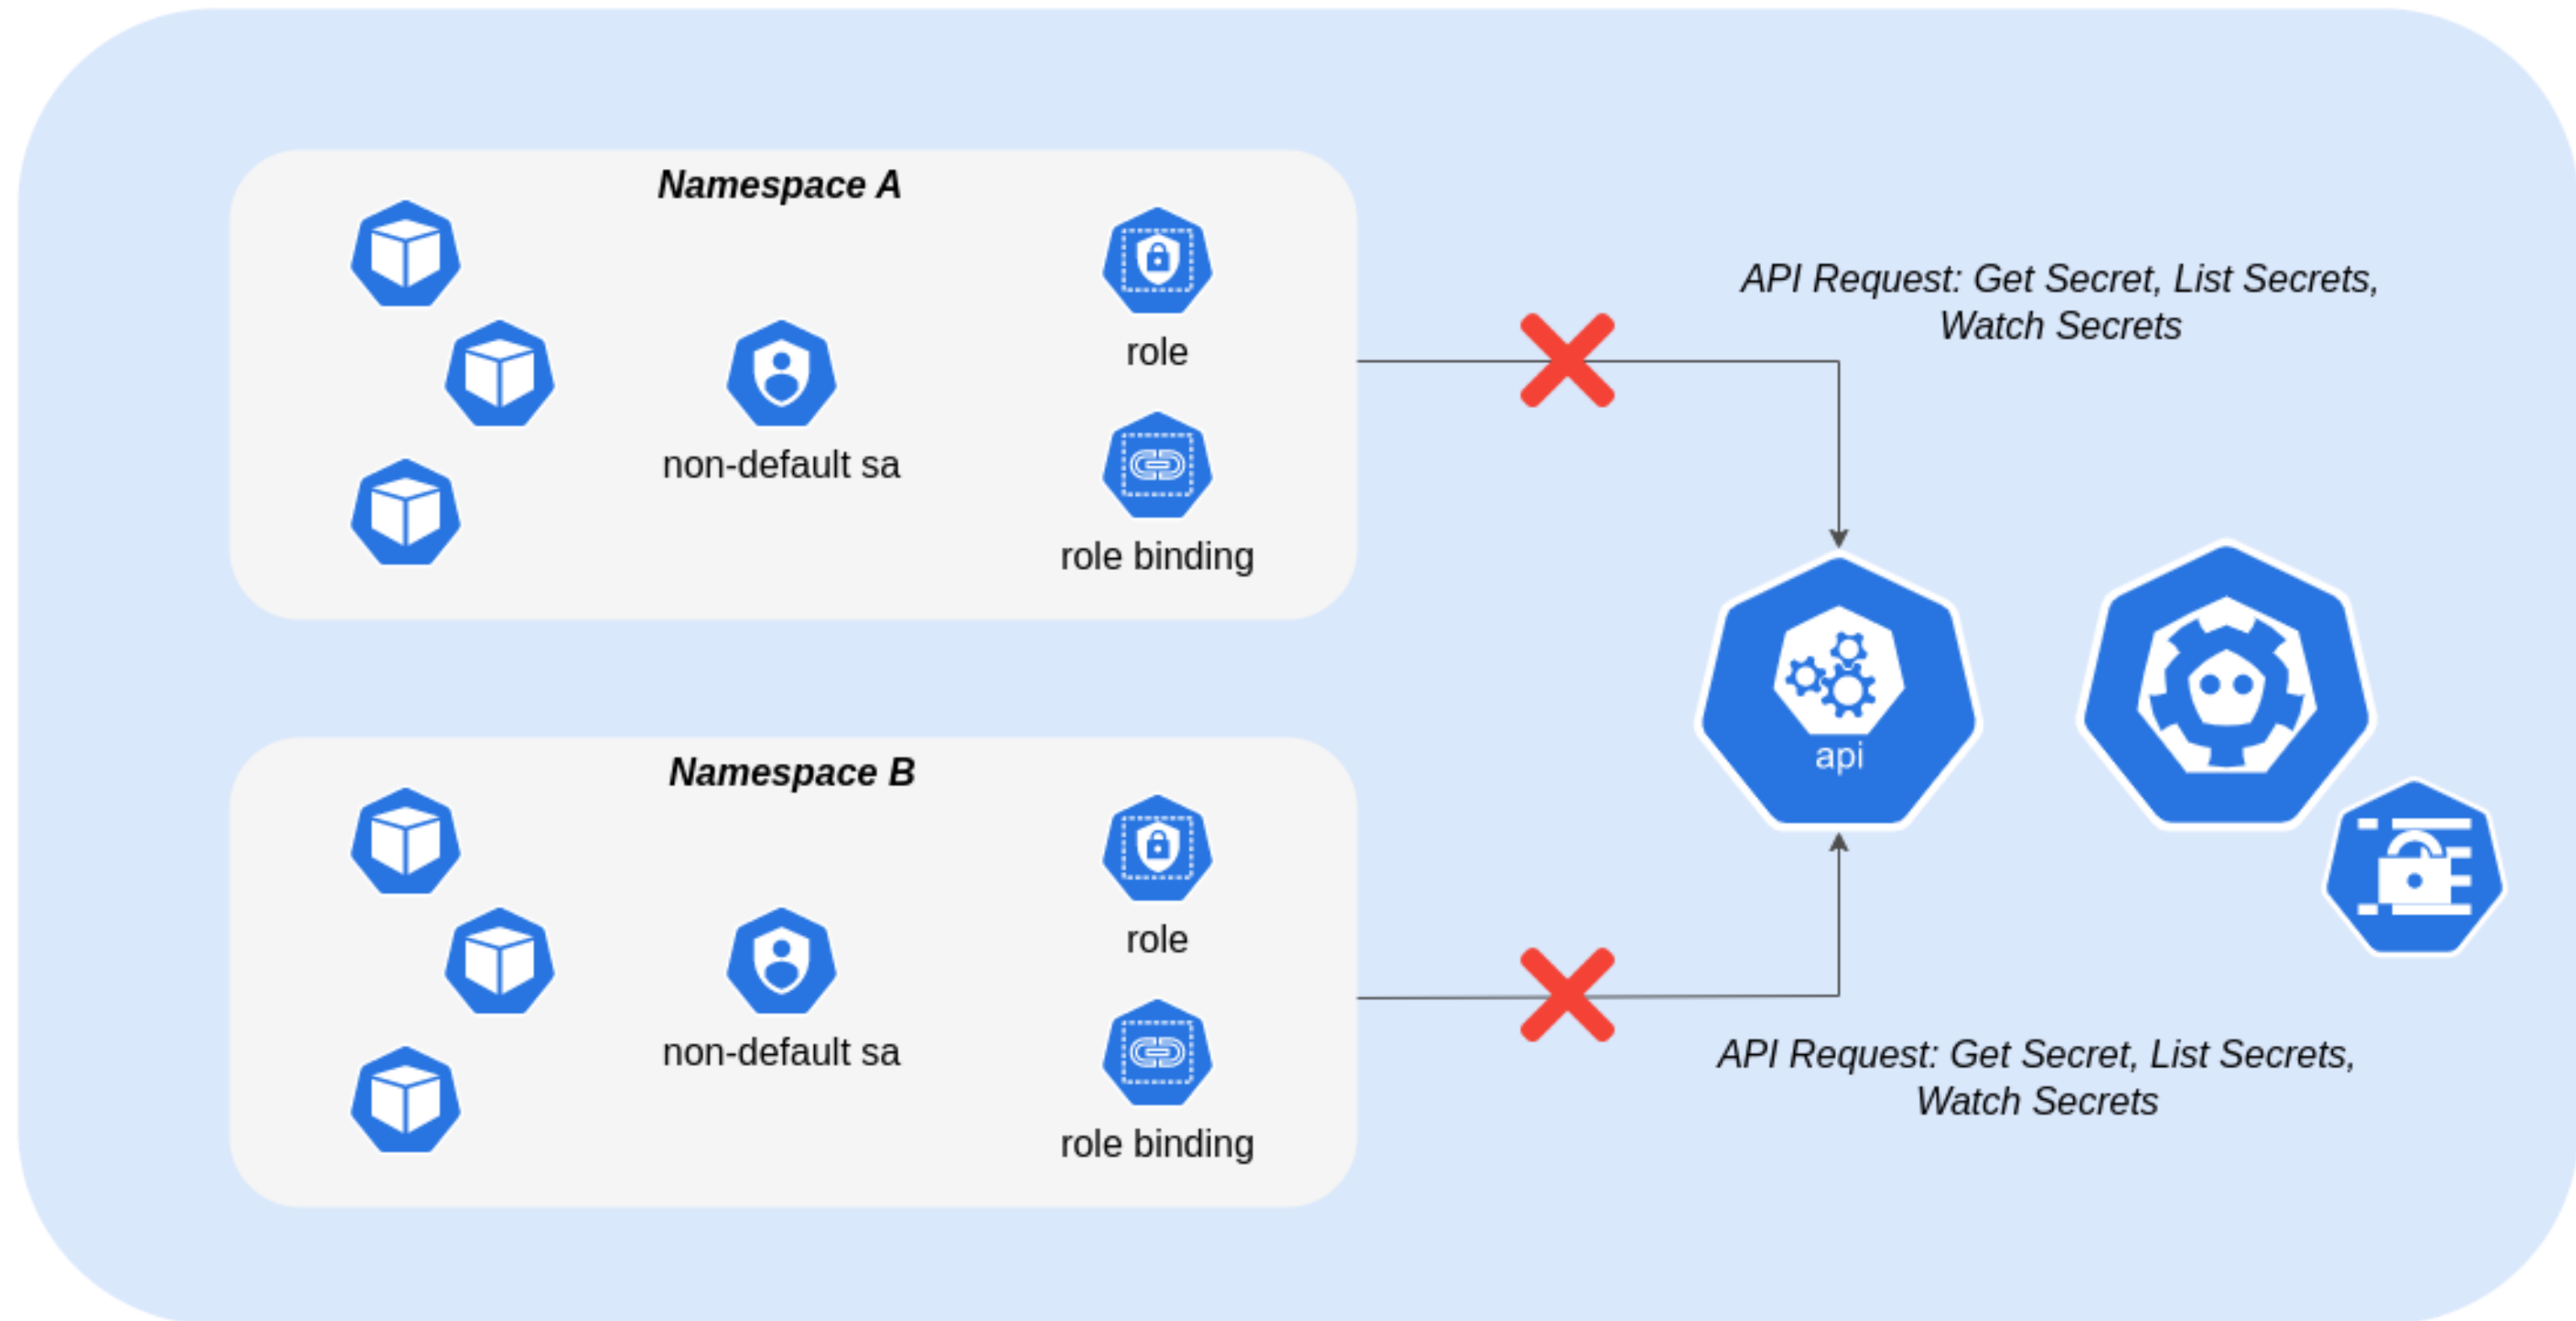 Namespace A
role
non-default sa
role binding
API Request: Get Secret, List Secrets,
Watch Secrets
api
Namespace B
role
non-default sa
role binding
API Request: Get Secret, List Secrets,
Watch Secrets